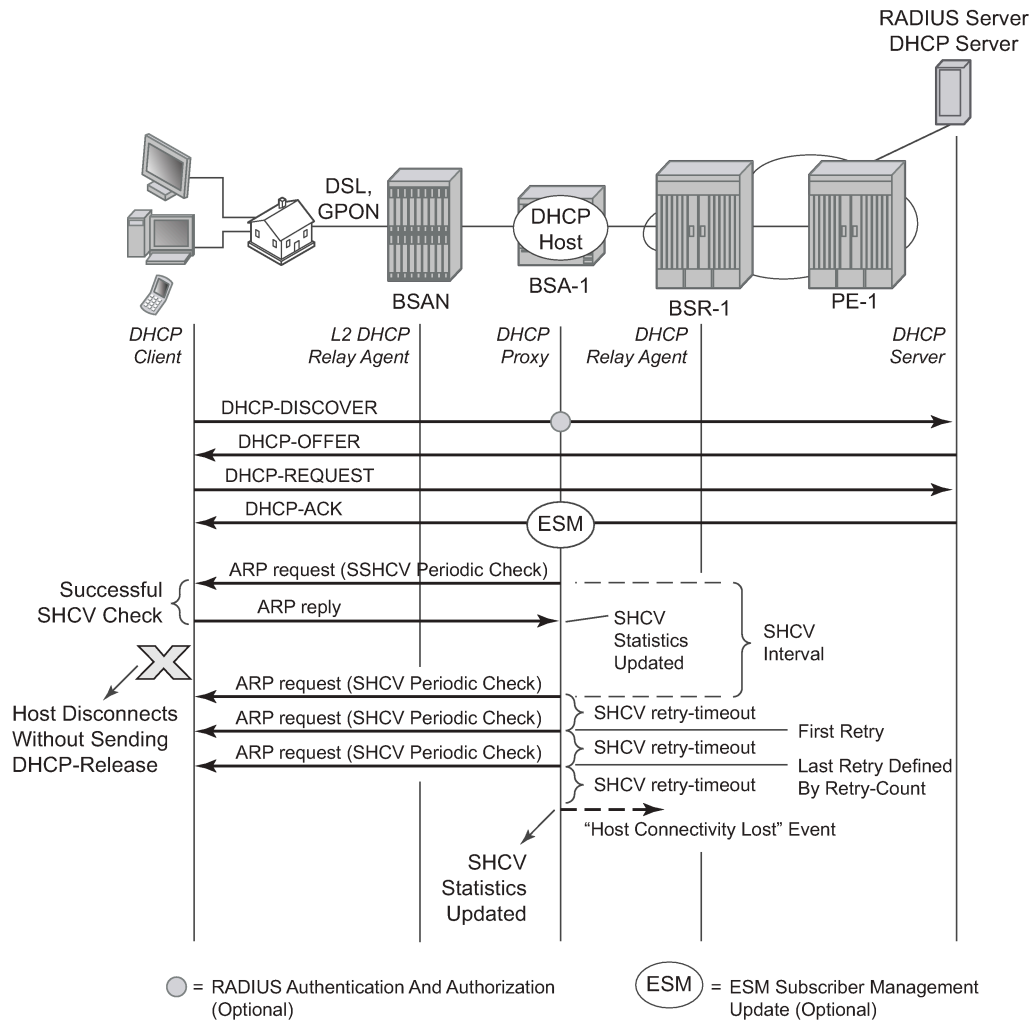 RADIUS Server
DHCP Server
DSL,
GPON
DHCP
Host
BSAN
BSA-1
BSR-1
PE-1
DHCP
Client
L2 DHCP
Relay Agent
DHCP
Proxy
DHCP
Relay Agent
DHCP
Server
DHCP-DISCOVER
DHCP-OFFER
DHCP-REQUEST
DHCP-ACK
ESM
ARP request (SSHCV Periodic Check)
Successful
SHCV Check
ARP reply
SHCV
Statistics
Updated
SHCV
Interval
ARP request (SHCV Periodic Check)
Host Disconnects
Without Sending
DHCP-Release
SHCV retry-timeout
ARP request (SHCV Periodic Check)
First Retry
SHCV retry-timeout
ARP request (SHCV Periodic Check)
Last Retry Defined
By Retry-Count
SHCV retry-timeout
“Host Connectivity Lost” Event
SHCV
Statistics
Updated
= RADIUS Authentication And Authorization
(Optional)
ESM
= ESM Subscriber Management
Update (Optional)